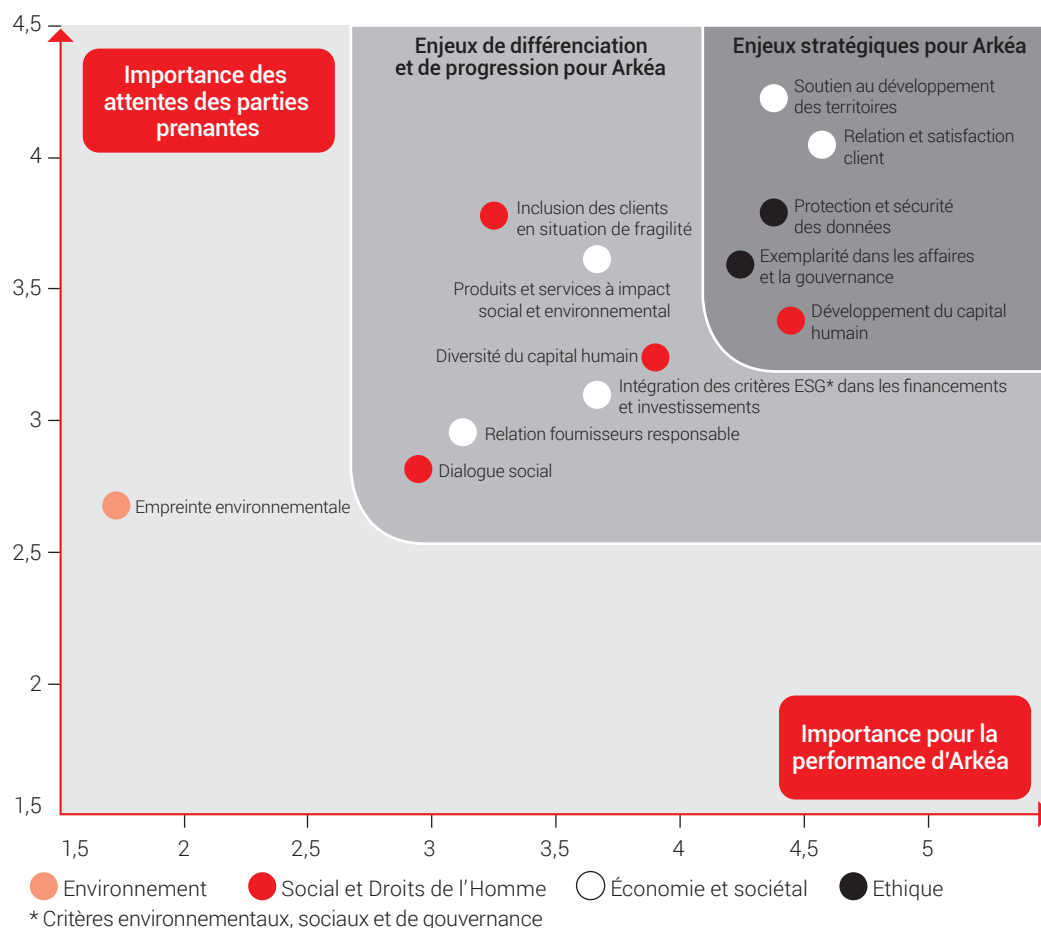 4,5
4
3,5
3
2,5
2
1,5
Importance des
attentes des parties
prenantes
Enjeux de différenciation
et de progression pour Arkéa
Enjeux stratégiques pour Arkéa
Soutien au développement
des territoires
Relation et satisfaction
client
Protection et sécurité
des données
Exemplarité dans les affaires
et la gouvernance
Développement du capital
humain
Inclusion des clients
en situation de fragilité
Produits et services à impact
social et environnemental
Diversité du capital humain
Intégration des critères ESG* dans les financements
et investissements
Relation fournisseurs responsable
Dialogue social
Empreinte environnementale
Importance pour la
performance d'Arkéa
1,5 2 2,5 3 3,5 4 4,5 5
Environnement Social et Droits de l'Homme Économie et sociétal Ethique
* Critères environnementaux, sociaux et de gouvernance